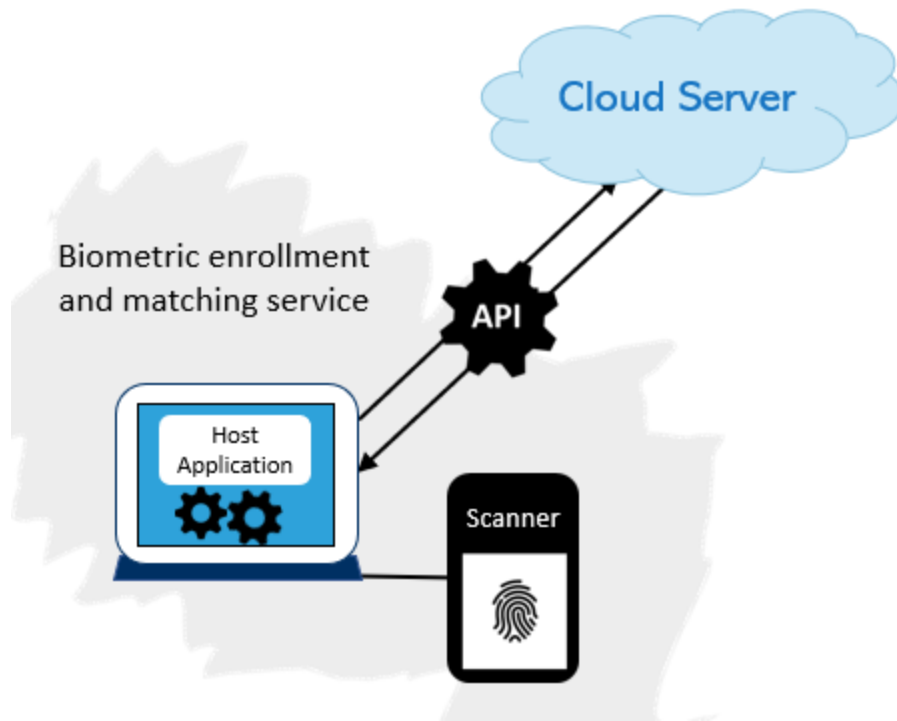 Cloud Server
Biometric enrollment
and matching service
API
Host
Application
Scanner